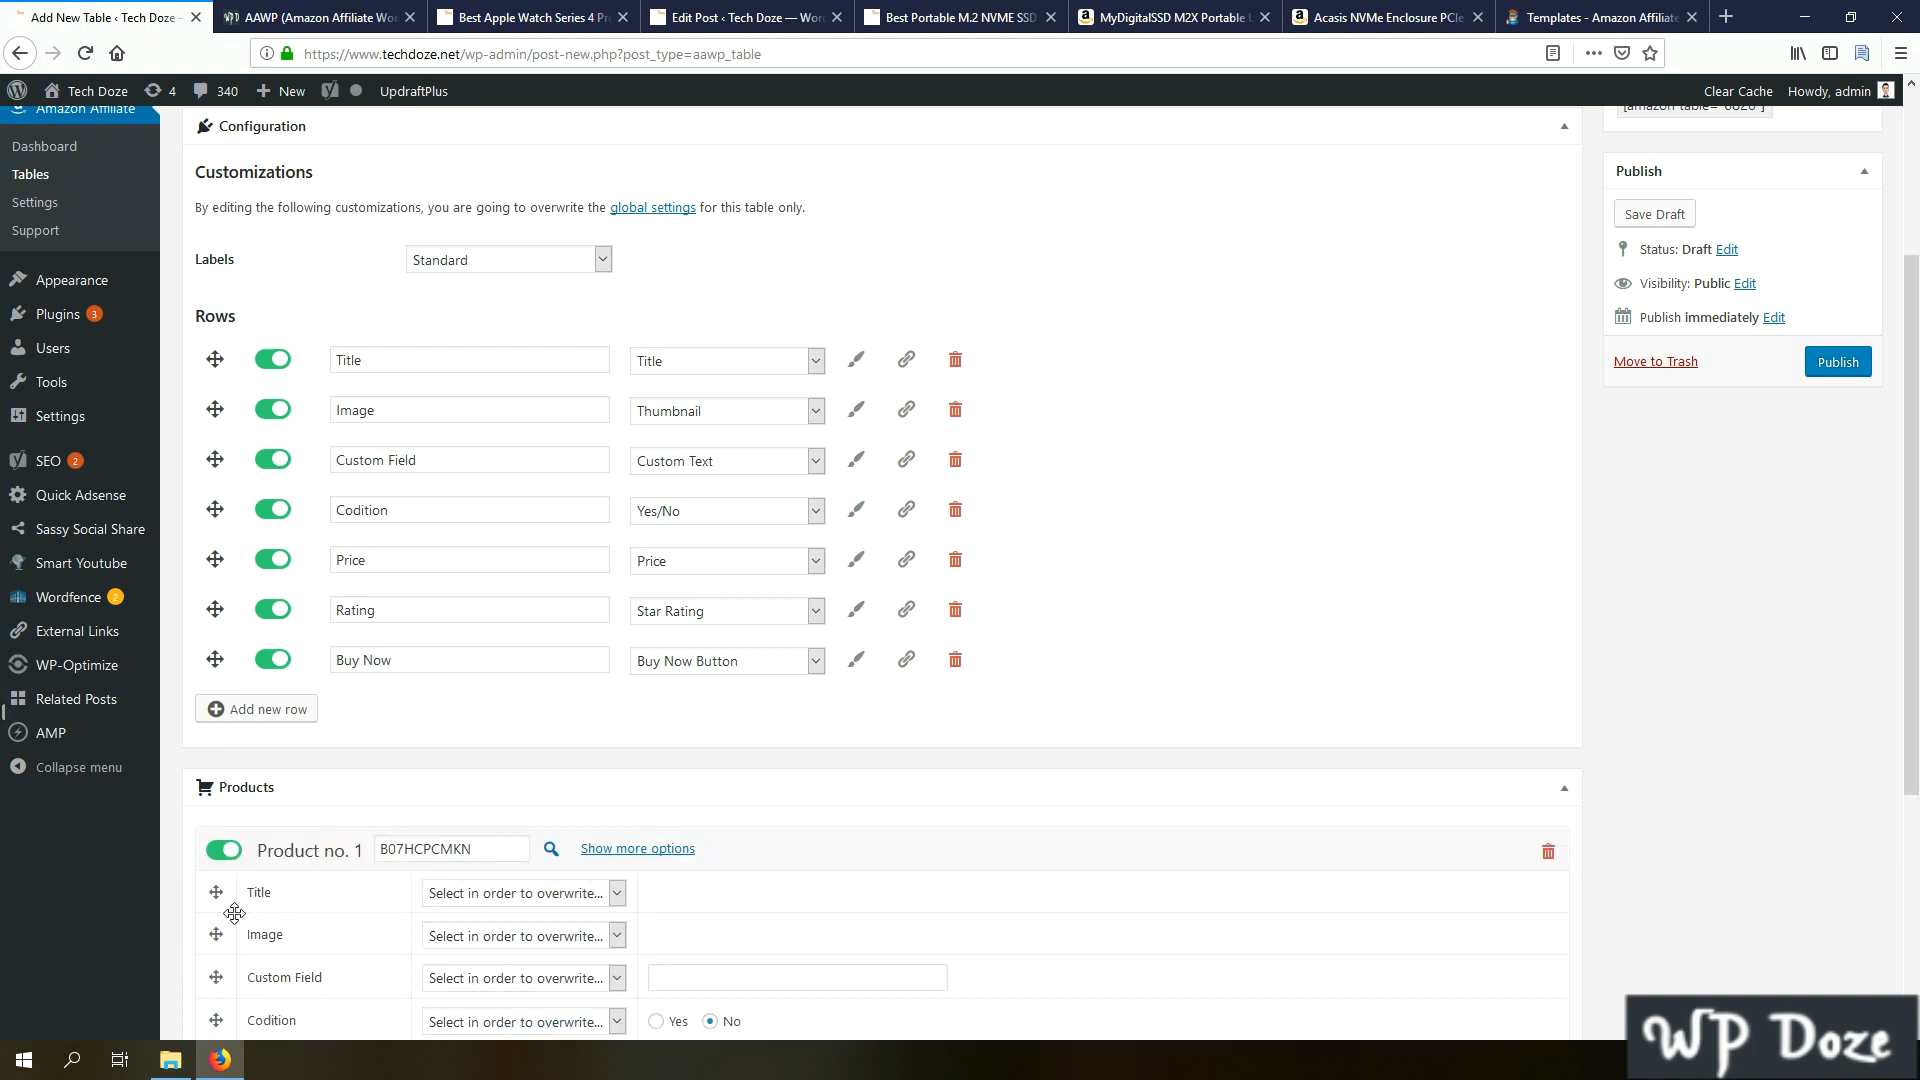 Add New Table ‹ Tech Doze —
AAWP (Amazon Affiliate Wor
Best Apple Watch Series 4 Pr
Edit Post ‹ Tech Doze — Wor
Best Portable M.2 NVME SSD
MyDigitalSSD M2X Portable
Acasis NVMe Enclosure PCIe
Templates - Amazon Affiliate
https://www.techdoze.net/wp-admin/post-new.php?post_type=aawp_table
Tech Doze
4
340
New
UpdraftPlus
Clear Cache
Howdy, admin
Amazon Affiliate
Dashboard
Tables
Settings
Support
Appearance
Plugins 3
Users
Tools
Settings
SEO 2
Quick Adsense
Sassy Social Share
Smart Youtube
Wordfence 2
External Links
WP-Optimize
Related Posts
AMP
Collapse menu
Configuration
Customizations
By editing the following customizations, you are going to overwrite the global settings for this table only.
Labels Standard
Rows
Title Title
Image Thumbnail
Custom Field Custom Text
Codition Yes/No
Price Price
Rating Star Rating
Buy Now Buy Now Button
Add new row
Products
Product no. 1 B07HCPCMKN Show more options
Title Select in order to overwrite...
Image Select in order to overwrite...
Custom Field Select in order to overwrite...
Codition Select in order to overwrite... Yes No
Publish
Save Draft
Status: Draft Edit
Visibility: Public Edit
Publish immediately Edit
Move to Trash Publish
WP Doze